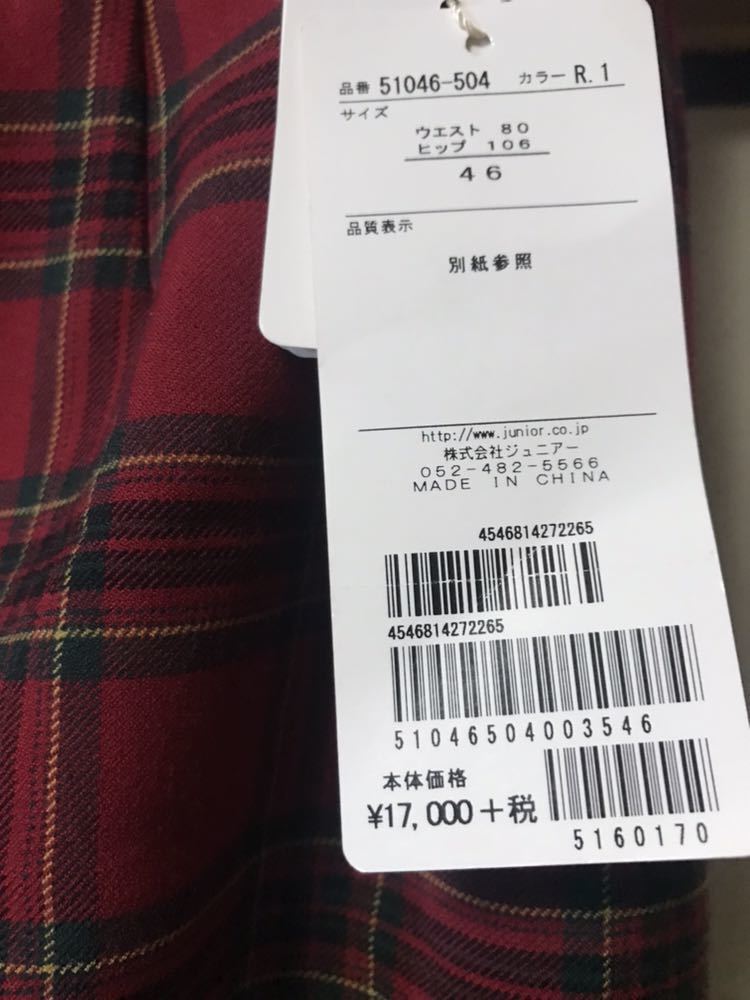 品番 51046-504 カラー R.1
サイズ
ウエスト 80
ヒップ 106
46
品質表示
別紙参照
http://www.junior.co.jp
株式会社ジュニアー
052-482-5566
MADE IN CHINA
4546814272265
4546814272265
51046504003546
本体価格
¥17,000+税
5160170